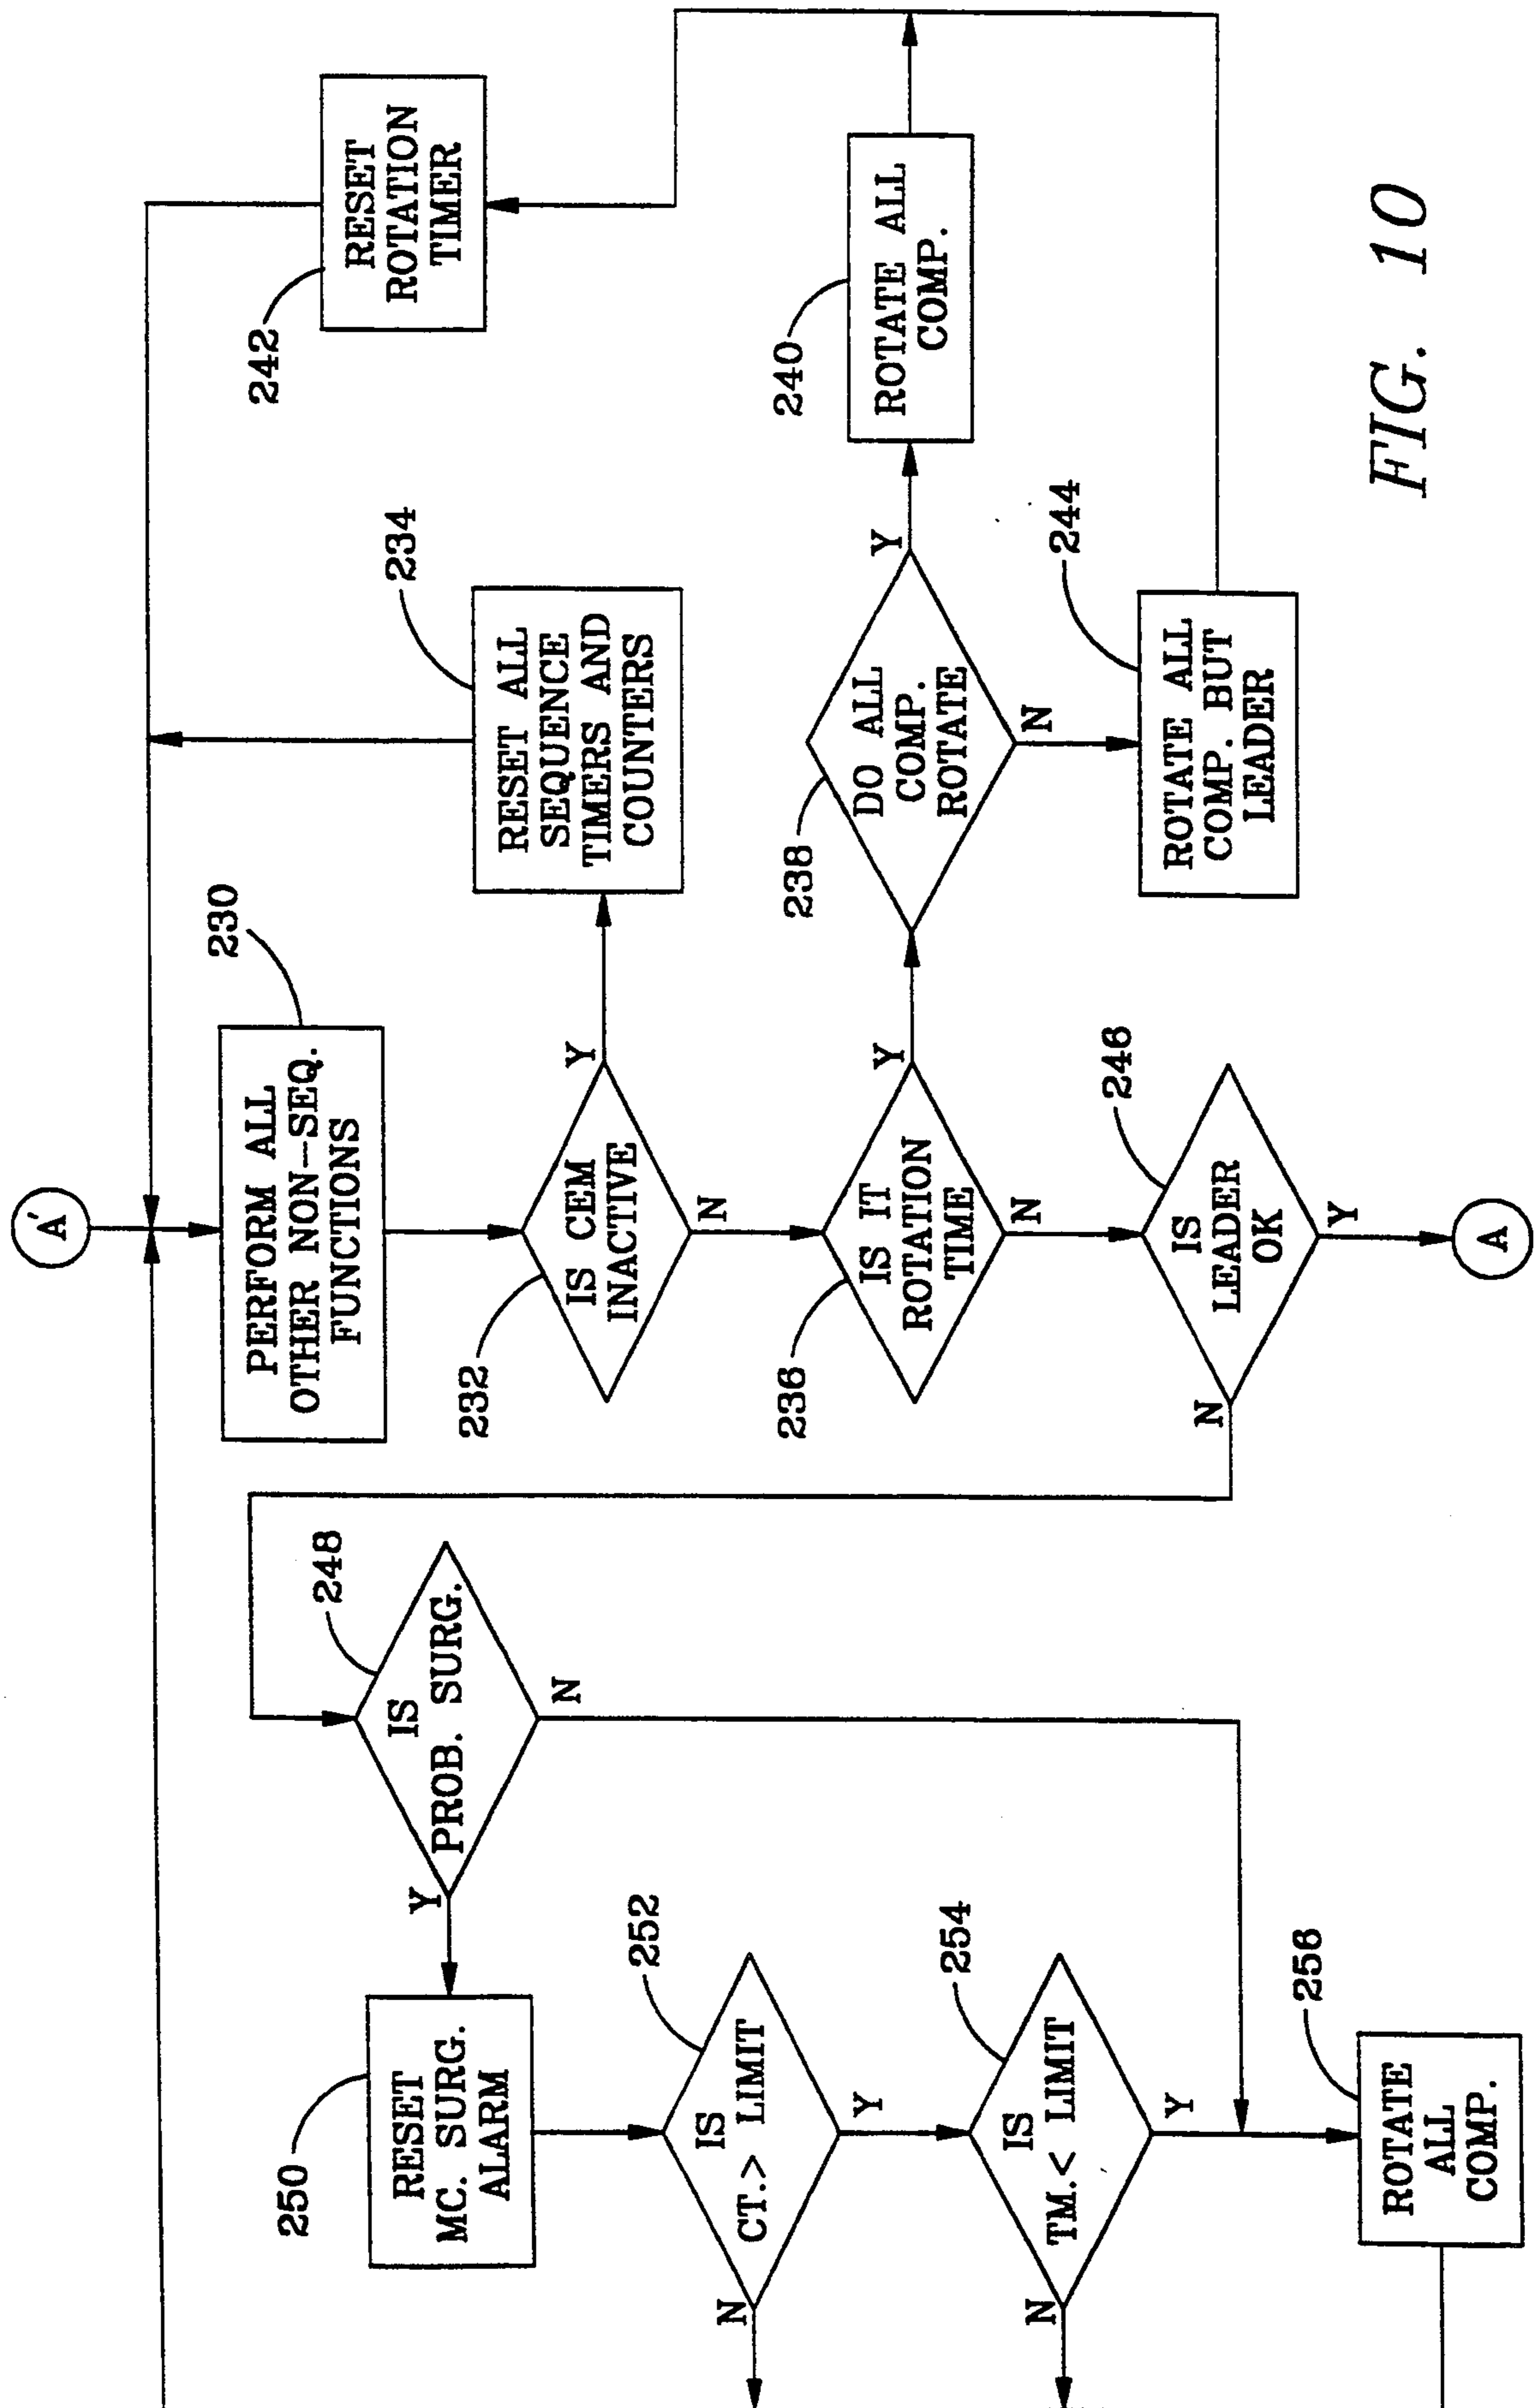 A'
230
PERFORM ALL
OTHER NON-SEQ.
FUNCTIONS
232
IS CEM
INACTIVE
Y
N
234
RESET ALL
SEQUENCE
TIMERS AND
COUNTERS
236
IS IT
ROTATION
TIME
Y
N
238
DO ALL
COMP.
ROTATE
Y
N
240
ROTATE ALL
COMP.
242
RESET
ROTATION
TIMER
244
ROTATE ALL
COMP. BUT
LEADER
246
IS
LEADER
OK
N
Y
A
248
IS
PROB. SURG.
Y
N
250
RESET
MC. SURG.
ALARM
252
IS
CT.> LIMIT
N
Y
254
IS
TM.< LIMIT
N
Y
256
ROTATE
ALL
COMP.
FIG. 10